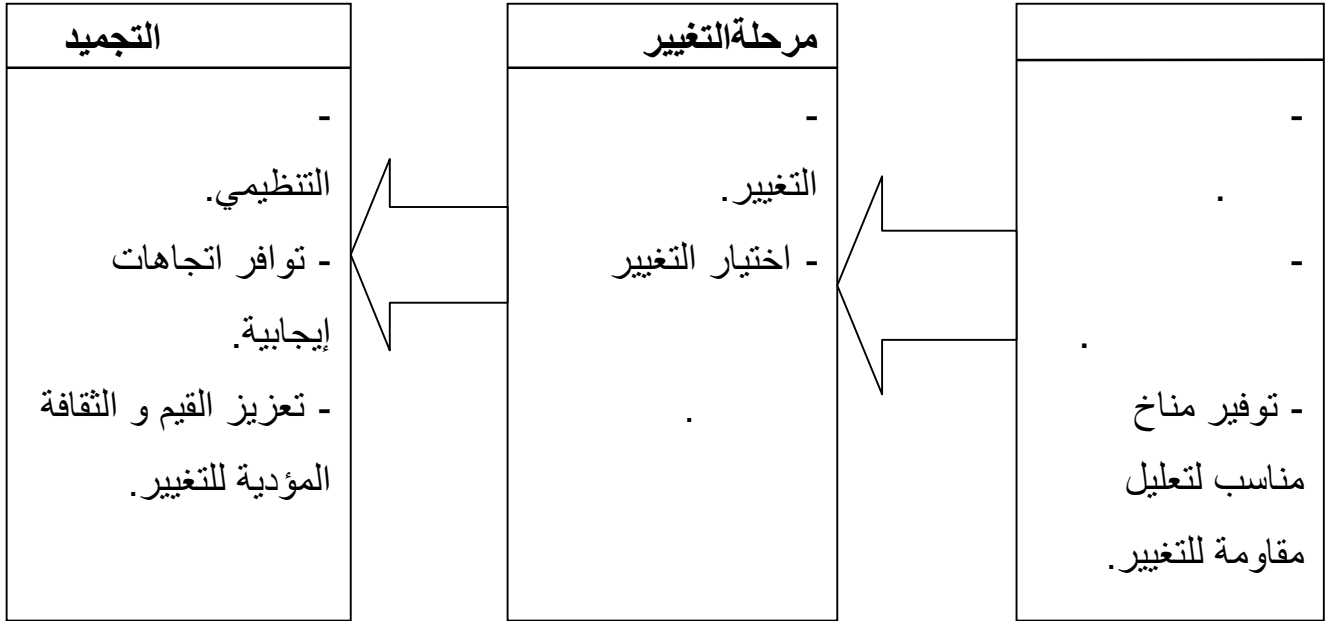 -
.
-
.
- توفير مناخ
مناسب لتعليل
مقاومة للتغيير.
مرحلةالتغيير
-
التغيير.
- اختيار التغيير
.
التجميد
-
التنظيمي.
- توافر اتجاهات
إيجابية.
- تعزيز القيم و الثقافة
المؤدية للتغيير.